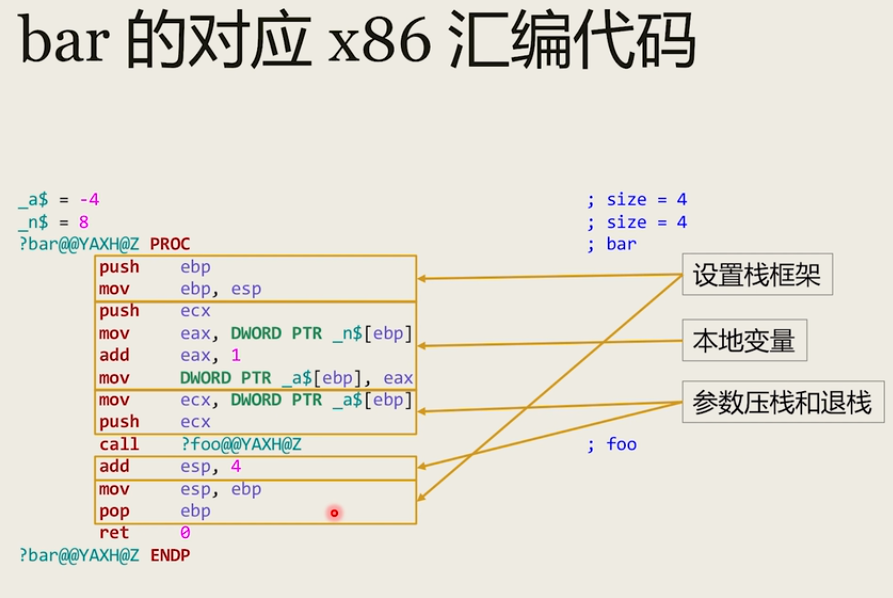 bar 的对应 x86 汇编代码
_a$ = -4 ; size = 4
_n$ = 8 ; size = 4
?bar@@YAXH@Z PROC ; bar
push ebp
mov ebp, esp
push ecx
mov eax, DWORD PTR _n$[ebp]
add eax, 1
mov DWORD PTR _a$[ebp], eax
mov ecx, DWORD PTR _a$[ebp]
push ecx
call ?foo@@YAXH@Z ; foo
add esp, 4
mov esp, ebp
pop ebp
ret 0
?bar@@YAXH@Z ENDP
设置栈框架
本地变量
参数压栈和退栈